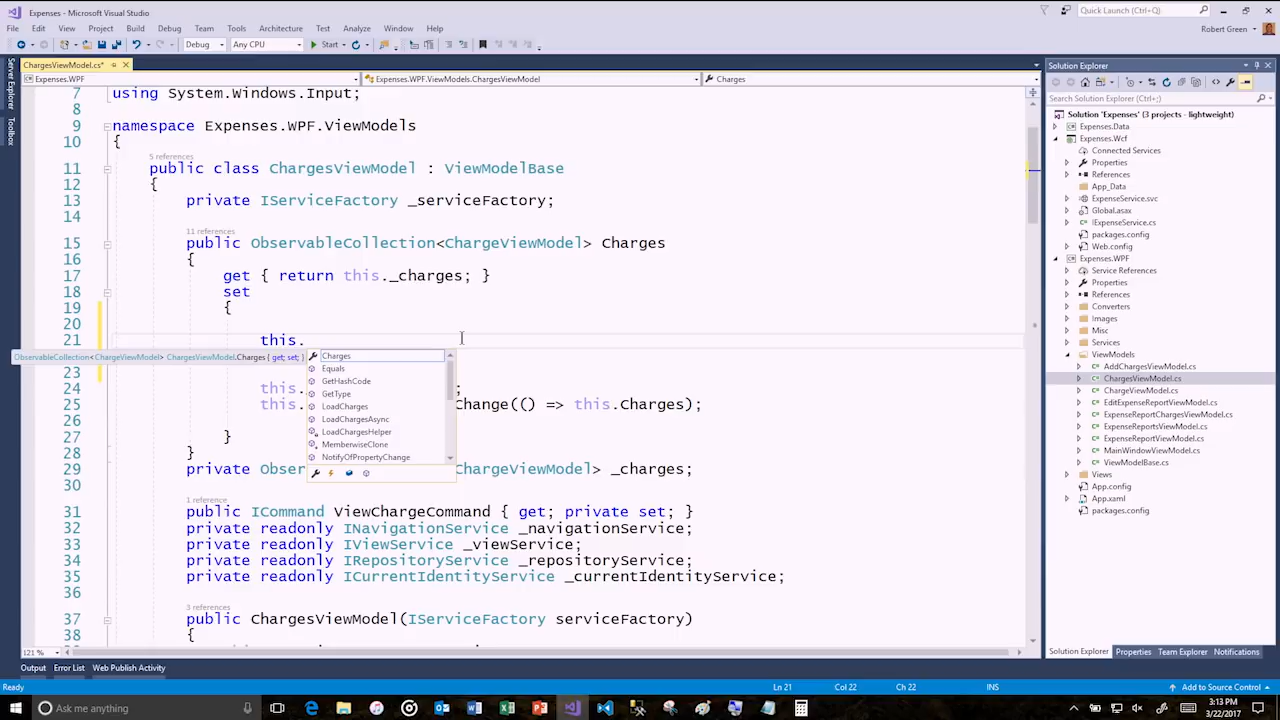 Expenses - Microsoft Visual Studio
Quick Launch (Ctrl+;)
File Edit View Project Build Debug Team Tools Architecture Test Analyze Window Help
Robert Green
Debug Any CPU Start
ChargesViewModel.cs*
Expenses.WPF Expenses.WPF.ViewModels.ChargesViewModel Charges
Server Explorer
Toolbox
7 using System.Windows.Input;
8
9 namespace Expenses.WPF.ViewModels
10 {
5 references
11 public class ChargesViewModel : ViewModelBase
12 {
13 private IServiceFactory _serviceFactory;
14
11 references
15 public ObservableCollection<ChargeViewModel> Charges
16 {
17 get { return this._charges; }
18 set
19 {
20
21 this.
ObservableCollection<ChargeViewModel> ChargesViewModel.Charges { get; set; }
Charges
Equals
GetHashCode
GetType
LoadCharges
LoadChargesAsync
LoadChargesHelper
MemberwiseClone
NotifyOfPropertyChange
23
24 this. ;
25 this. change(() => this.Charges);
26
27 }
28 }
29 private Obser ChargeViewModel> _charges;
30
1 reference
31 public ICommand ViewChargeCommand { get; private set; }
32 private readonly INavigationService _navigationService;
33 private readonly IViewService _viewService;
34 private readonly IRepositoryService _repositoryService;
35 private readonly ICurrentIdentityService _currentIdentityService;
36
3 references
37 public ChargesViewModel(IServiceFactory serviceFactory)
38 {
121 %
Output Error List Web Publish Activity
Solution Explorer
Search Solution Explorer (Ctrl+;)
Solution 'Expenses' (3 projects - lightweight)
Expenses.Data
Expenses.Wcf
Connected Services
Properties
References
App_Data
ExpenseService.svc
Global.asax
IExpenseService.cs
packages.config
Web.config
Expenses.WPF
Service References
Properties
References
Converters
Images
Misc
Services
ViewModels
AddChargesViewModel.cs
ChargesViewModel.cs
ChargeViewModel.cs
EditExpenseReportViewModel.cs
ExpenseReportChargesViewModel.cs
ExpenseReportsViewModel.cs
ExpenseReportViewModel.cs
MainWindowViewModel.cs
ViewModelBase.cs
Views
App.config
App.xaml
packages.config
Solution Explorer Properties Team Explorer Notifications
Ready Ln 21 Col 22 Ch 22 INS Add to Source Control
Ask me anything
3:13 PM
3/22/2017